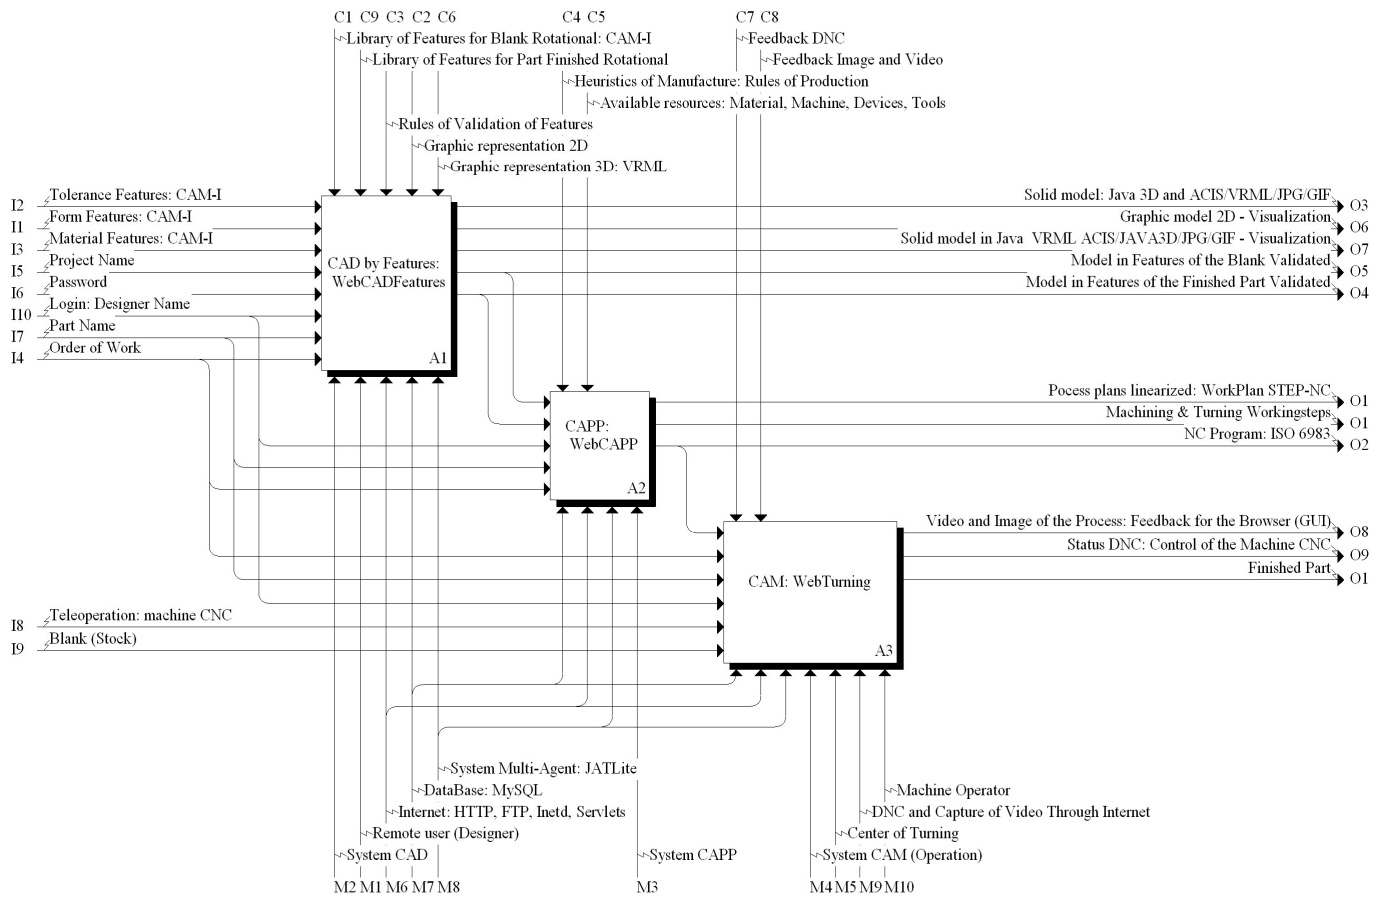 C1 C9 C3 C2 C6 C4 C5 C7 C8
Library of Features for Blank Rotational: CAM-I
Feedback DNC
Library of Features for Part Finished Rotational
Feedback Image and Video
Heuristics of Manufacture: Rules of Production
Available resources: Material, Machine, Devices, Tools
Rules of Validation of Features
Graphic representation 2D
Graphic representation 3D: VRML
Tolerance Features: CAM-I
I2
Form Features: CAM-I
I1
Material Features: CAM-I
I3
Project Name
I5
Password
I6
Login: Designer Name
I10
Part Name
I7
Order of Work
I4
CAD by Features:
WebCADFeatures
A1
Solid model: Java 3D and ACIS/VRML/JPG/GIF
O3
Graphic model 2D - Visualization
O6
Solid model in Java VRML ACIS/JAVA3D/JPG/GIF - Visualization
O7
Model in Features of the Blank Validated
O5
Model in Features of the Finished Part Validated
O4
CAPP:
WebCAPP
A2
Pocess plans linearized: WorkPlan STEP-NC
O1
Machining & Turning Workingsteps
O1
NC Program: ISO 6983
O2
CAM: WebTurning
A3
Video and Image of the Process: Feedback for the Browser (GUI)
O8
Status DNC: Control of the Machine CNC
O9
Finished Part
O1
Teleoperation: machine CNC
I8
Blank (Stock)
I9
System Multi-Agent: JATLite
DataBase: MySQL
Machine Operator
Internet: HTTP, FTP, Inetd, Servlets
DNC and Capture of Video Through Internet
Remote user (Designer)
Center of Turning
System CAD
System CAPP
System CAM (Operation)
M2 M1 M6 M7 M8 M3 M4 M5 M9 M10